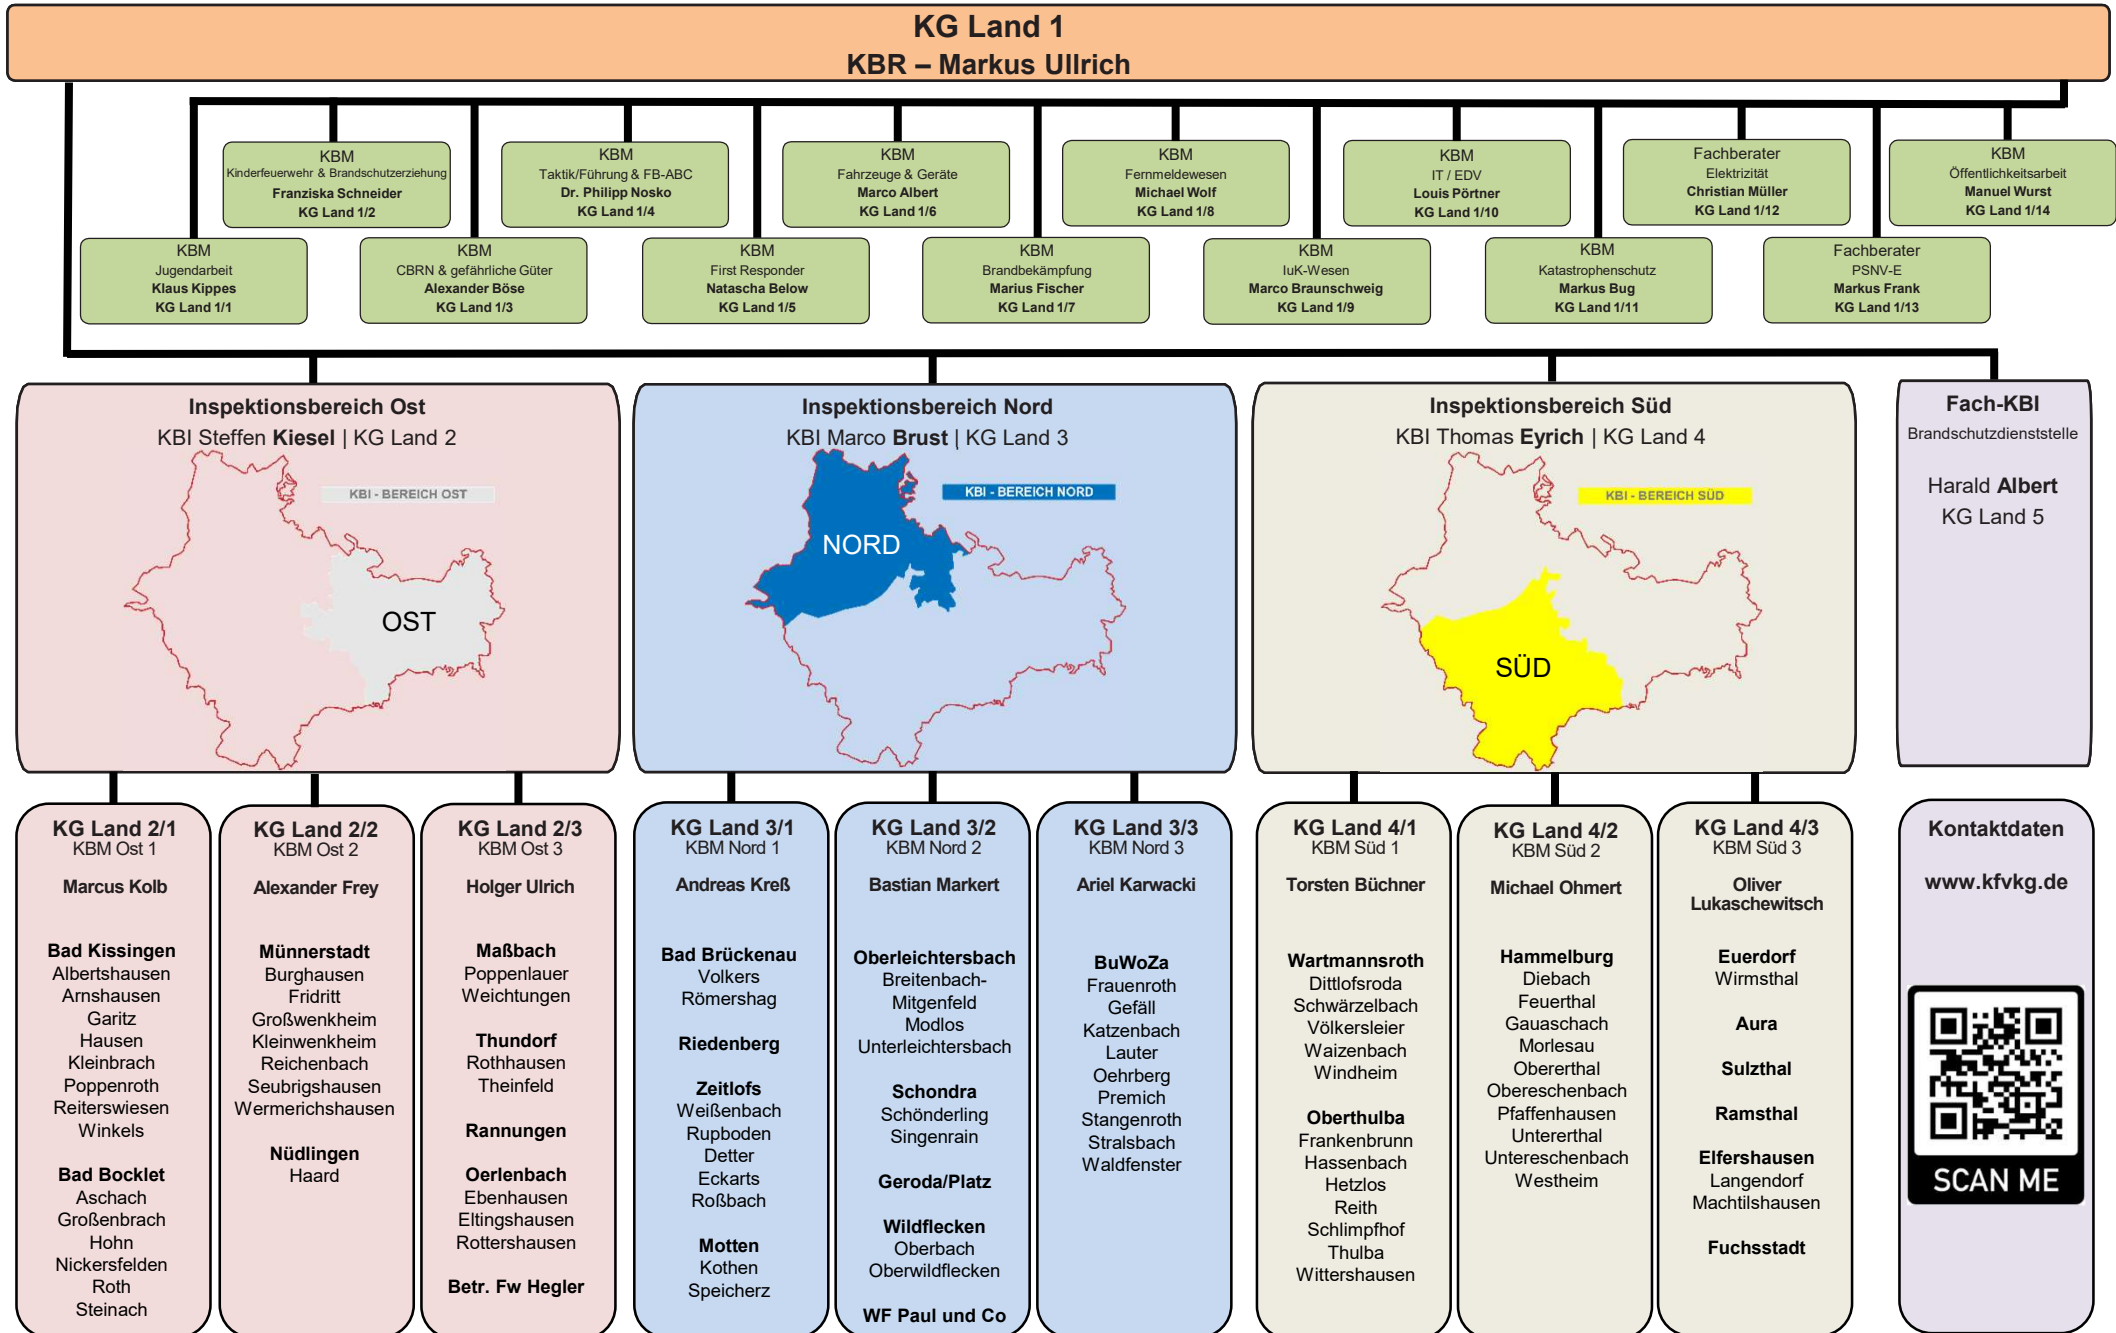 KG Land 1
KBR – Markus Ullrich
KBM
Kinderfeuerwehr & Brandschutzerziehung
Franziska Schneider
KG Land 1/2
KBM
Taktik/Führung & FB-ABC
Dr. Philipp Nosko
KG Land 1/4
KBM
Fahrzeuge & Geräte
Marco Albert
KG Land 1/6
KBM
Fernmeldewesen
Michael Wolf
KG Land 1/8
KBM
IT / EDV
Louis Pörtner
KG Land 1/10
Fachberater
Elektrizität
Christian Müller
KG Land 1/12
KBM
Öffentlichkeitsarbeit
Manuel Wurst
KG Land 1/14
KBM
Jugendarbeit
Klaus Kippes
KG Land 1/1
KBM
CBRN & gefährliche Güter
Alexander Böse
KG Land 1/3
KBM
First Responder
Natascha Below
KG Land 1/5
KBM
Brandbekämpfung
Marius Fischer
KG Land 1/7
KBM
IuK-Wesen
Marco Braunschweig
KG Land 1/9
KBM
Katastrophenschutz
Markus Bug
KG Land 1/11
Fachberater
PSNV-E
Markus Frank
KG Land 1/13
Inspektionsbereich Ost
KBI Steffen Kiesel | KG Land 2
KBI - BEREICH OST
OST
Inspektionsbereich Nord
KBI Marco Brust | KG Land 3
KBI - BEREICH NORD
NORD
Inspektionsbereich Süd
KBI Thomas Eyrich | KG Land 4
KBI - BEREICH SÜD
SÜD
Fach-KBI
Brandschutzdienststelle
Harald Albert
KG Land 5
KG Land 2/1
KBM Ost 1
Marcus Kolb
Bad Kissingen
Albertshausen
Arnshausen
Garitz
Hausen
Kleinbrach
Poppenroth
Reiterswiesen
Winkels
Bad Bocklet
Aschach
Großenbrach
Hohn
Nickersfelden
Roth
Steinach
KG Land 2/2
KBM Ost 2
Alexander Frey
Münnerstadt
Burghausen
Fridritt
Großwenkheim
Kleinwenkheim
Reichenbach
Seubrigshausen
Wermerichshausen
Nüdlingen
Haard
KG Land 2/3
KBM Ost 3
Holger Ulrich
Maßbach
Poppenlauer
Weichtungen
Thundorf
Rothhausen
Theinfeld
Rannungen
Oerlenbach
Ebenhausen
Eltingshausen
Rottershausen
Betr. Fw Hegler
KG Land 3/1
KBM Nord 1
Andreas Kreß
Bad Brückenau
Volkers
Römershag
Riedenberg
Zeitlofs
Weißenbach
Rupboden
Detter
Eckarts
Roßbach
Motten
Kothen
Speicherz
KG Land 3/2
KBM Nord 2
Bastian Markert
Oberleichtersbach
Breitenbach-
Mitgenfeld
Modlos
Unterleichtersbach
Schondra
Schönderling
Singenrain
Geroda/Platz
Wildflecken
Oberbach
Oberwildflecken
WF Paul und Co
KG Land 3/3
KBM Nord 3
Ariel Karwacki
BuWoZa
Frauenroth
Gefäll
Katzenbach
Lauter
Oehrberg
Premich
Stangenroth
Stralsbach
Waldfenster
KG Land 4/1
KBM Süd 1
Torsten Büchner
Wartmannsroth
Dittlofsroda
Schwärzelbach
Völkersleier
Waizenbach
Windheim
Oberthulba
Frankenbrunn
Hassenbach
Hetzlos
Reith
Schlimpfhof
Thulba
Wittershausen
KG Land 4/2
KBM Süd 2
Michael Ohmert
Hammelburg
Diebach
Feuerthal
Gauaschach
Morlesau
Obererthal
Obereschenbach
Pfaffenhausen
Untererthal
Untereschenbach
Westheim
KG Land 4/3
KBM Süd 3
Oliver
Lukaschewitsch
Euerdorf
Wirmsthal
Aura
Sulzthal
Ramsthal
Elfershausen
Langendorf
Machtilshausen
Fuchsstadt
Kontaktdaten
www.kfvkg.de
SCAN ME